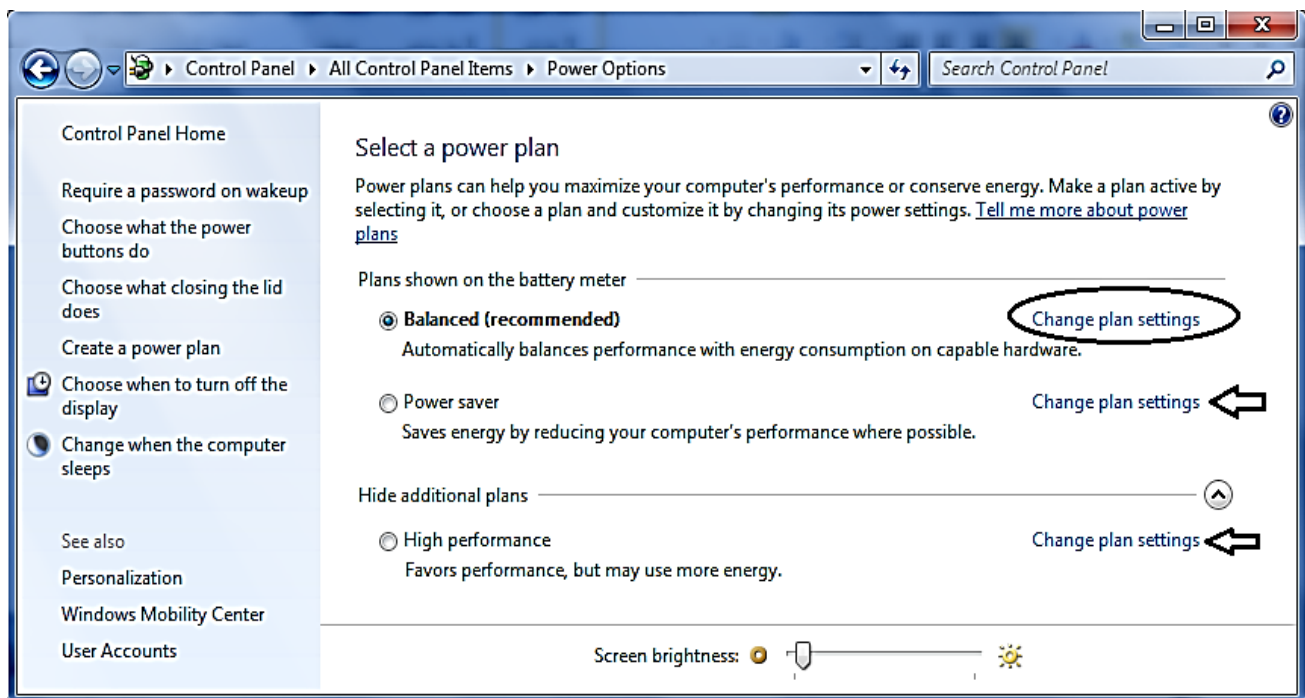 Control Panel All Control Panel Items Power Options
Search Control Panel
Control Panel Home
Require a password on wakeup
Choose what the power
buttons do
Choose what closing the lid
does
Create a power plan
Choose when to turn off the
display
Change when the computer
sleeps
See also
Personalization
Windows Mobility Center
User Accounts
Select a power plan
Power plans can help you maximize your computer's performance or conserve energy. Make a plan active by
selecting it, or choose a plan and customize it by changing its power settings. Tell me more about power
plans
Plans shown on the battery meter
Balanced (recommended) Change plan settings
Automatically balances performance with energy consumption on capable hardware.
Power saver Change plan settings
Saves energy by reducing your computer's performance where possible.
Hide additional plans
High performance Change plan settings
Favors performance, but may use more energy.
Screen brightness: